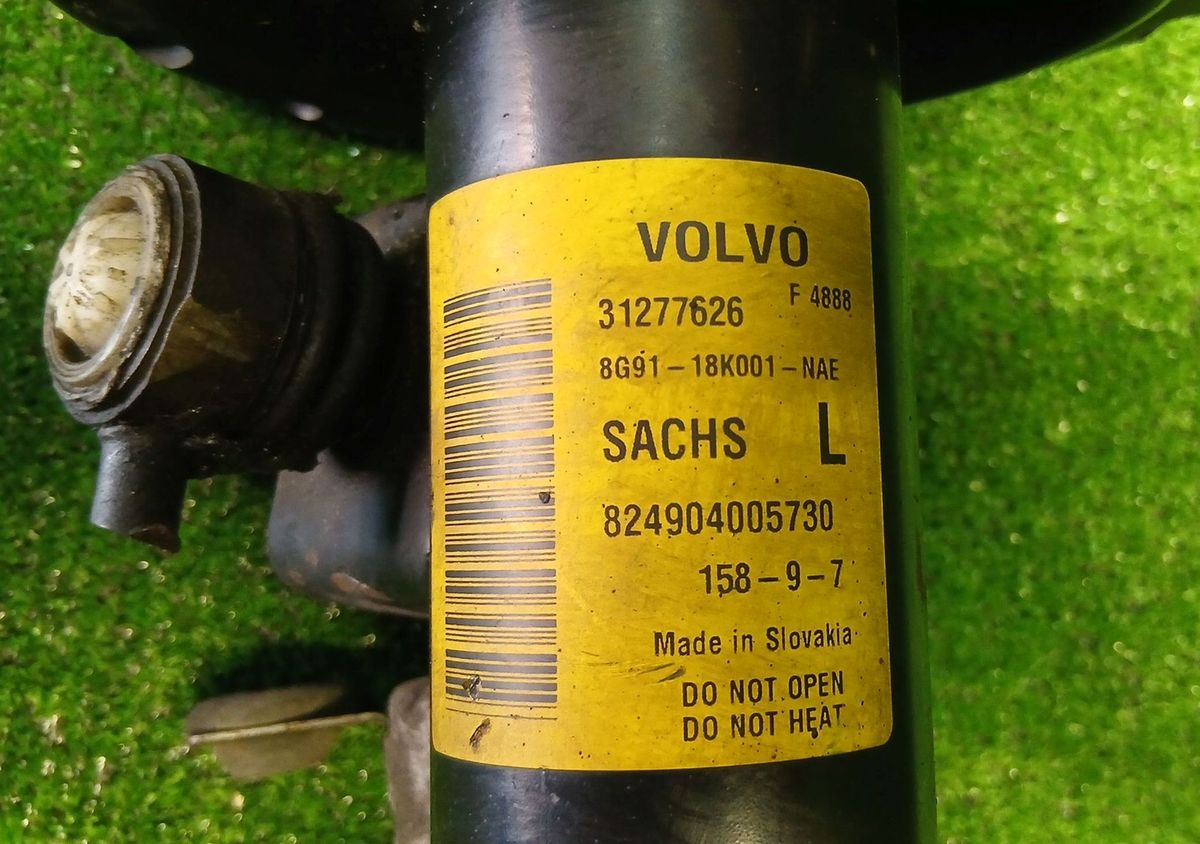 VOLVO
31277626 F 4888
8G91-18K001-NAE
SACHS L
824904005730
158-9-7
Made in Slovakia
DO NOT OPEN
DO NOT HEAT